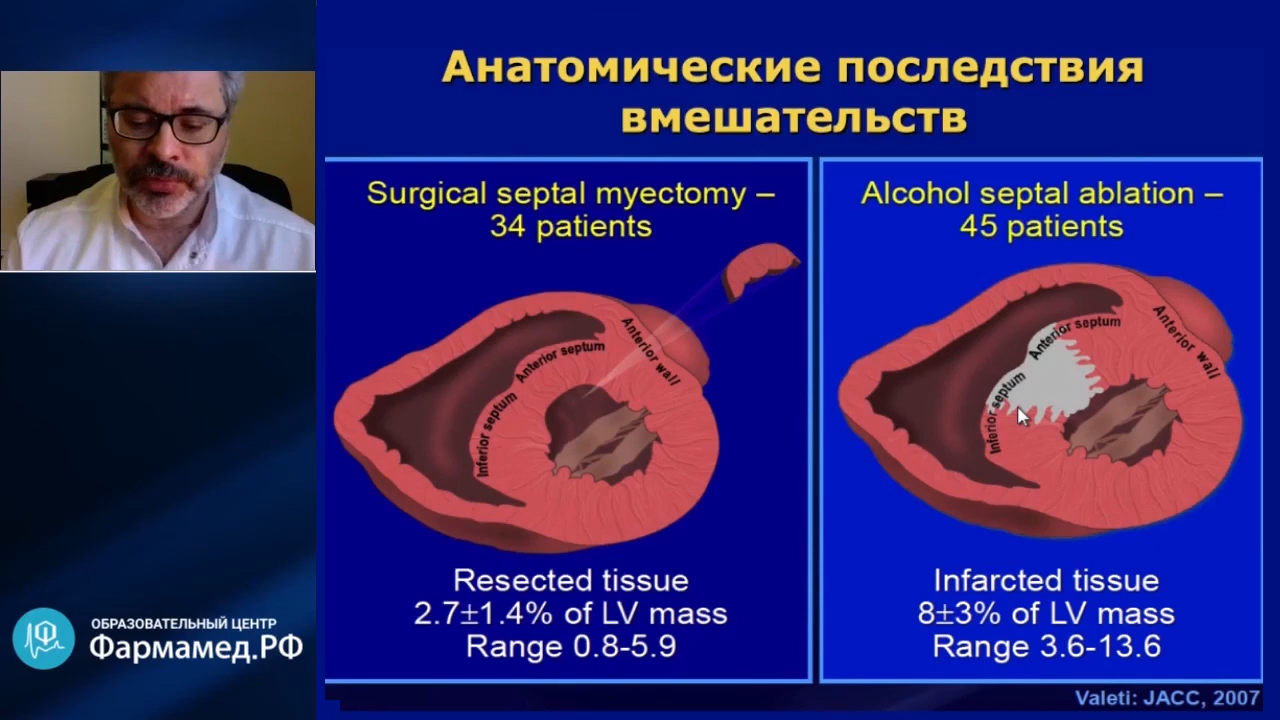 Анатомические последствия
вмешательств
Surgical septal myectomy –
34 patients
Anterior septum
Anterior wall
Inferior septum
Resected tissue
2.7±1.4% of LV mass
Range 0.8-5.9
Alcohol septal ablation –
45 patients
Anterior septum
Anterior wall
Inferior septum
Infarcted tissue
8±3% of LV mass
Range 3.6-13.6
Valeti: JACC, 2007
ОБРАЗОВАТЕЛЬНЫЙ ЦЕНТР
Фармамед.РФ